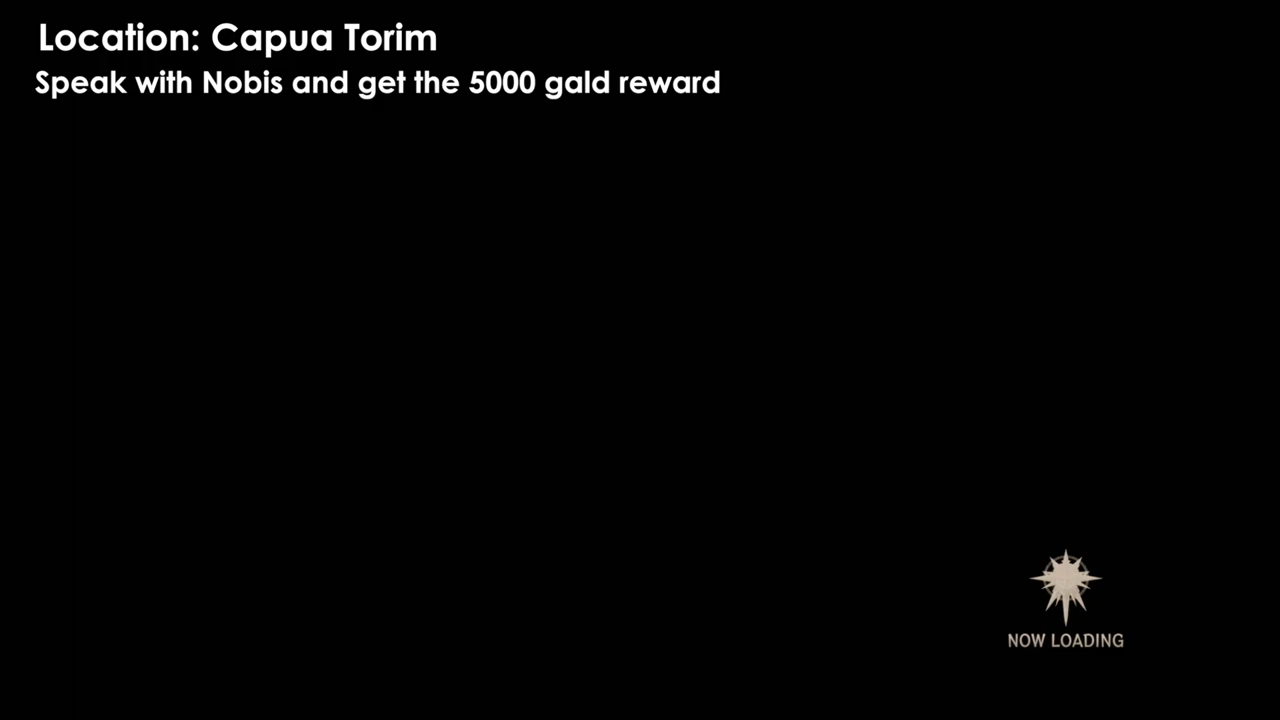 Location: Capua Torim
Speak with Nobis and get the 5000 gald reward
NOW LOADING